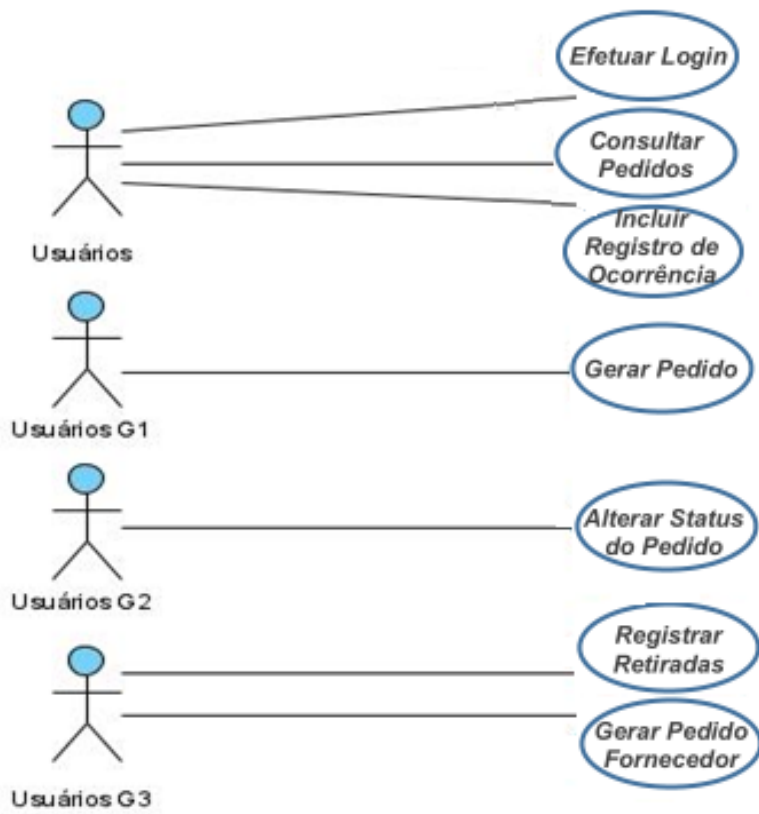 Efetuar Login
Consultar
Pedidos
Incluir
Registro de
Ocorrência
Usuários
Gerar Pedido
Usuários G1
Alterar Status
do Pedido
Usuários G2
Registrar
Retiradas
Gerar Pedido
Fornecedor
Usuários G3